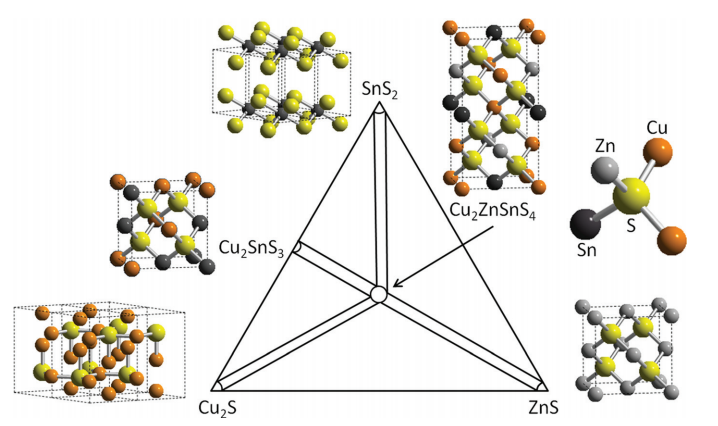 SnS₂
Zn
Cu
Cu₂ZnSnS₄
S
Sn
Cu₂SnS₃
Cu₂S
ZnS